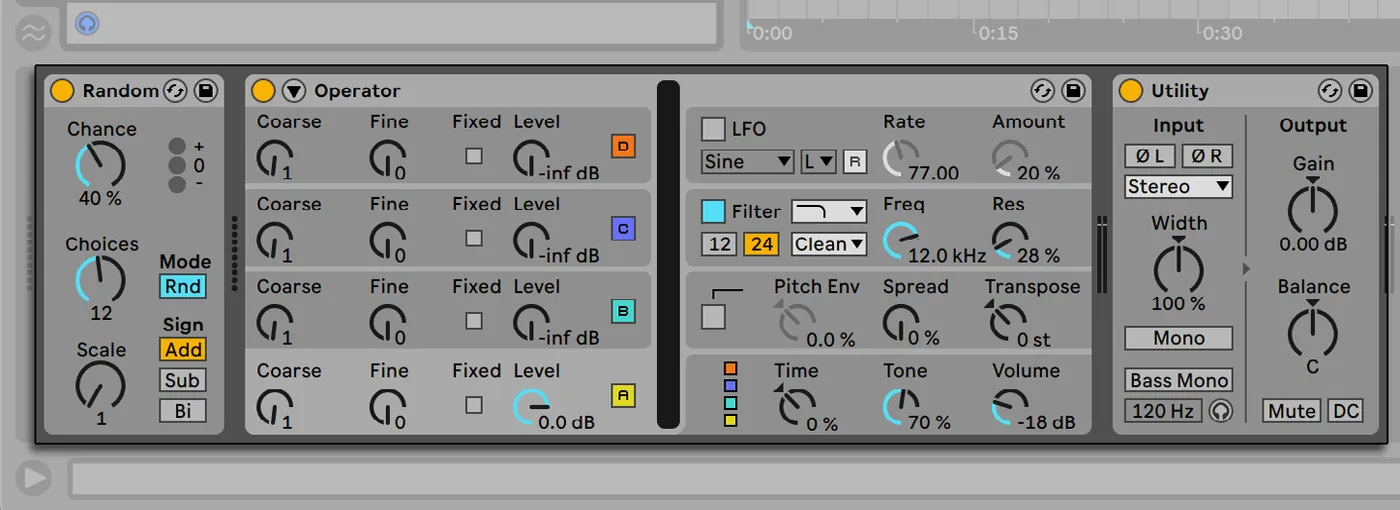 0:00 0:15 0:30
Random
Chance
+
0
-
40 %
Choices
12
Mode
Rnd
Sign
Add
Sub
Bi
Scale
1
Operator
Coarse Fine Fixed Level
1 0 -inf dB D
Coarse Fine Fixed Level
1 0 -inf dB C
Coarse Fine Fixed Level
1 0 -inf dB B
Coarse Fine Fixed Level
1 0 0.0 dB A
LFO Rate Amount
Sine L R 77.00 20 %
Filter Freq Res
12 24 Clean 12.0 kHz 28 %
Pitch Env Spread Transpose
0.0 % 0 % 0 st
Time Tone Volume
0 % 70 % -18 dB
Utility
Input
Ø L Ø R
Stereo
Width
100 %
Mono
Bass Mono
120 Hz
Output
Gain
0.00 dB
Balance
C
Mute DC